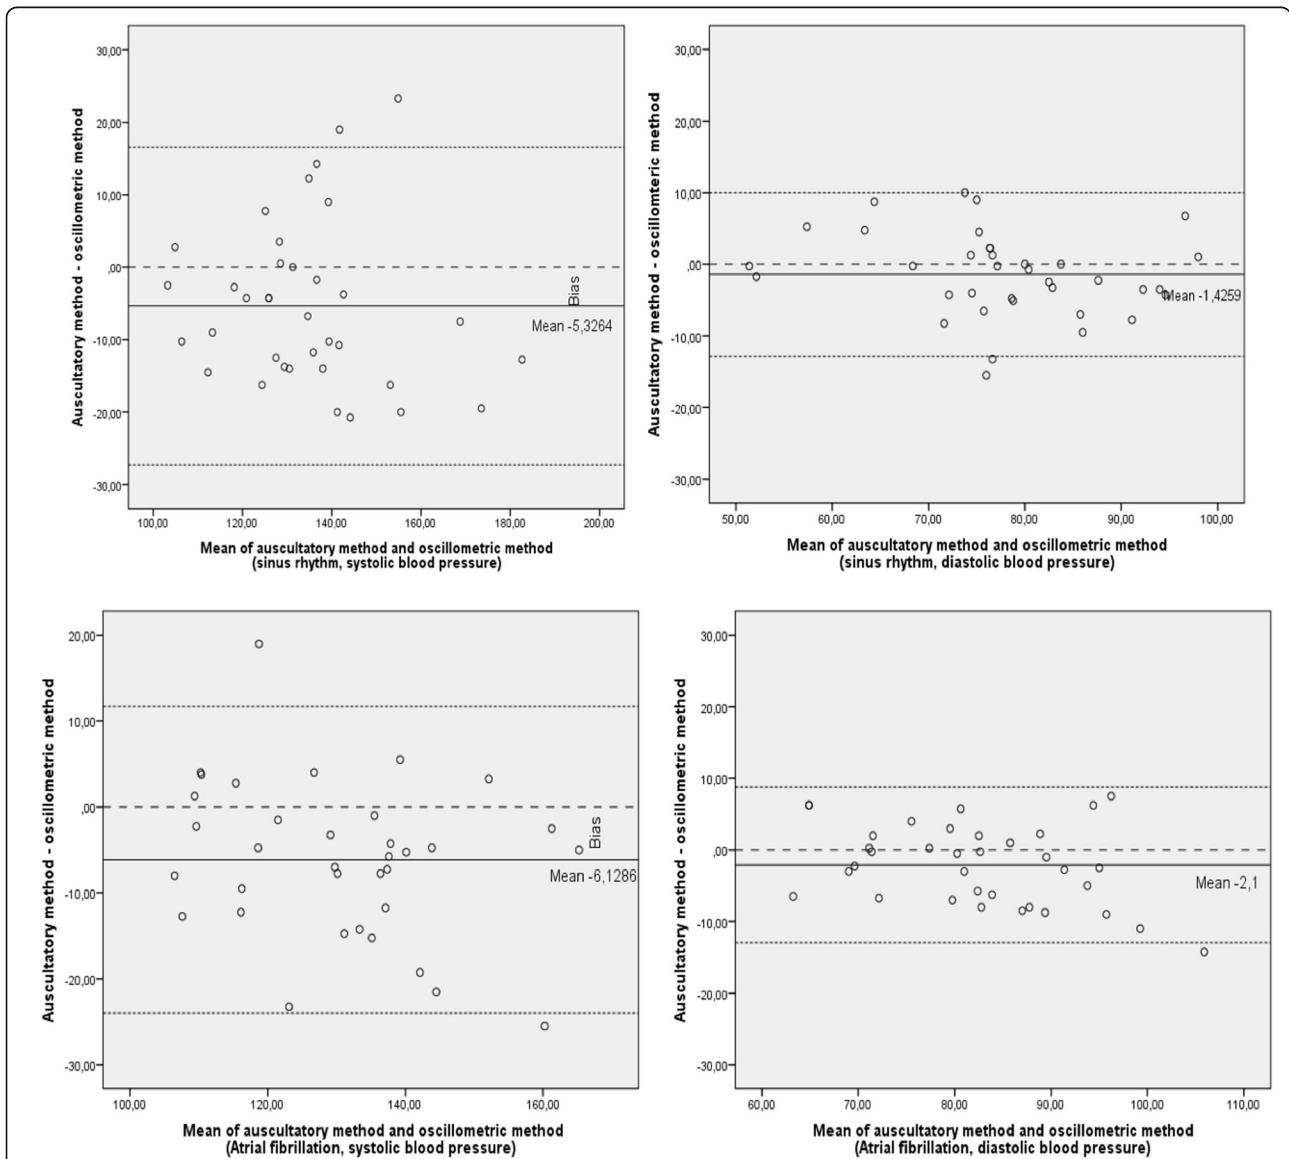 Auscultatory method - oscillometric method
30,00
20,00
10,00
,00
-10,00
-20,00
-30,00
Bias
Mean -5,3264
100,00 120,00 140,00 160,00 180,00 200,00
Mean of auscultatory method and oscillometric method
(sinus rhythm, systolic blood pressure)
Auscultatory method - oscillomteric method
30,00
20,00
10,00
,00
-10,00
-20,00
-30,00
Mean -1,4259
50,00 60,00 70,00 80,00 90,00 100,00
Mean of auscultatory method and oscillometric method
(sinus rhythm, diastolic blood pressure)
Auscultatory method - oscillometric method
20,00
10,00
,00
-10,00
-20,00
-30,00
Bias
Mean -6,1286
100,00 120,00 140,00 160,00
Mean of auscultatory method and oscillometric method
(Atrial fibrillation, systolic blood pressure)
Auscultatory method - oscillometric method
30,00
20,00
10,00
,00
-10,00
-20,00
-30,00
Mean -2,1
60,00 70,00 80,00 90,00 100,00 110,00
Mean of auscultatory method and oscillometric method
(Atrial fibrillation, diastolic blood pressure)